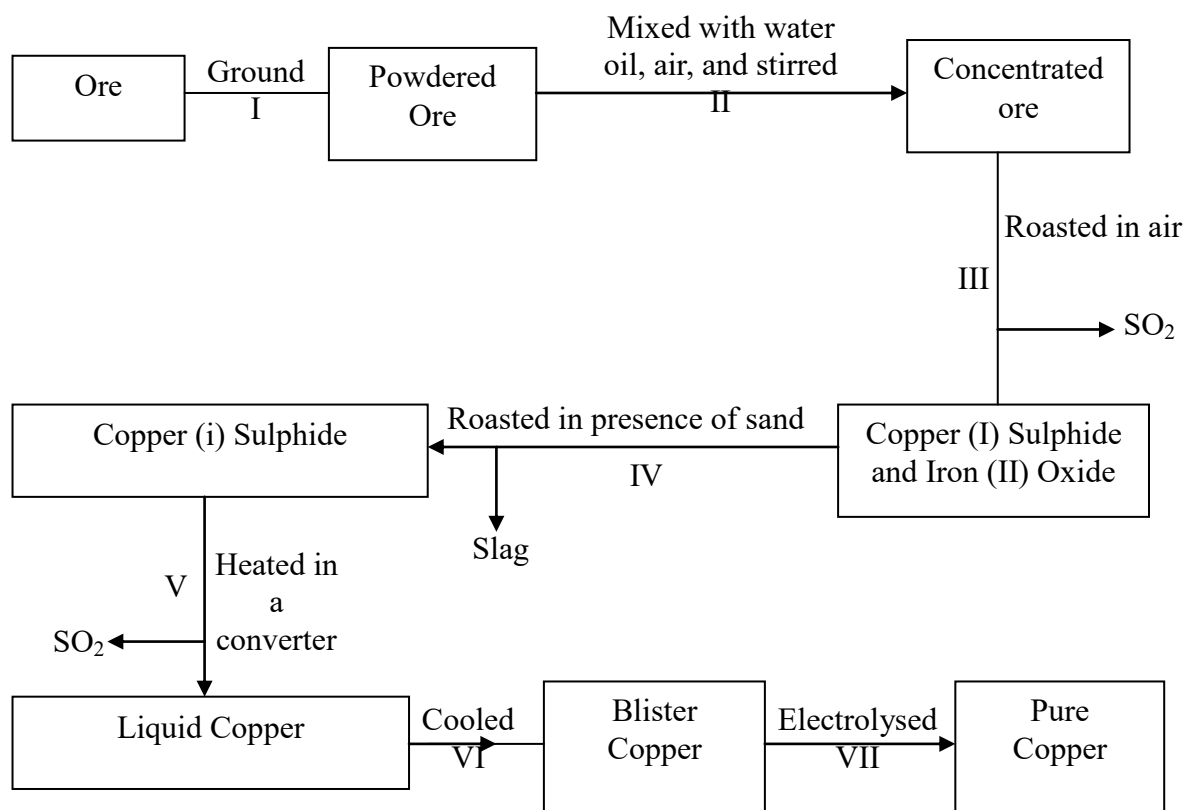 Ore
Ground
I
Powdered
Ore
Mixed with water
oil, air, and stirred
II
Concentrated
ore
Roasted in air
III
SO₂
Copper (I) Sulphide
and Iron (II) Oxide
Roasted in presence of sand
IV
Slag
Copper (i) Sulphide
V
Heated in
a
converter
SO₂
Liquid Copper
Cooled
VI
Blister
Copper
Electrolysed
VII
Pure
Copper